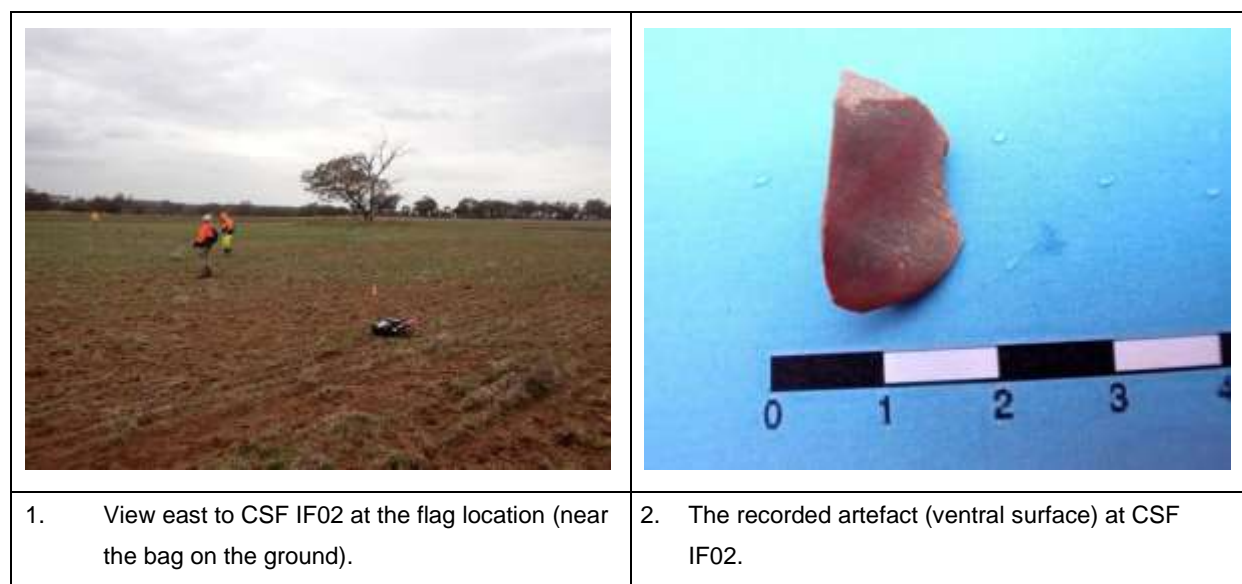 0 1 2 3 4
1. View east to CSF IF02 at the flag location (near
the bag on the ground).
2. The recorded artefact (ventral surface) at CSF
IF02.